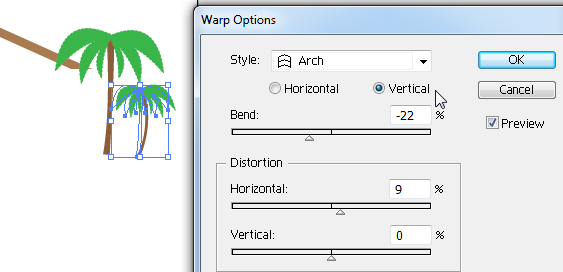 Warp Options
Style: Arch OK
Horizontal Vertical Cancel
Bend: -22 % Preview
Distortion
Horizontal: 9 %
Vertical: 0 %